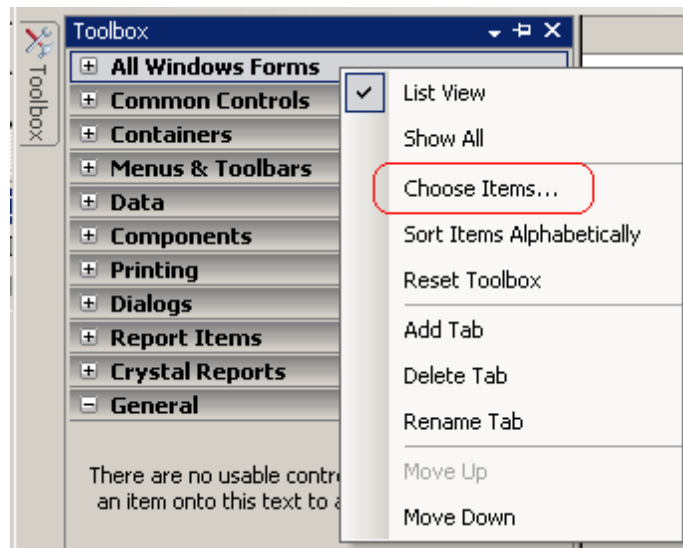 Toolbox
Toolbox
All Windows Forms
Common Controls
Containers
Menus & Toolbars
Data
Components
Printing
Dialogs
Report Items
Crystal Reports
General
There are no usable
an item onto this text to
List View
Show All
Choose Items...
Sort Items Alphabetically
Reset Toolbox
Add Tab
Delete Tab
Rename Tab
Move Up
Move Down